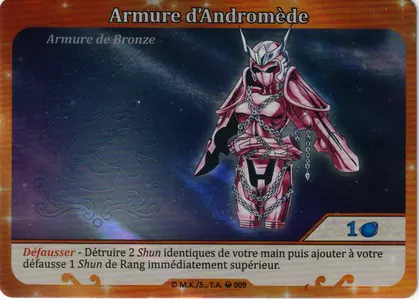 Armure d'Andromède
Armure de Bronze
1
Défausser - Détruire 2 Shun identiques de votre main puis ajouter à votre
défausse 1 Shun de Rang immédiatement supérieur.
© M.K./S., T.A. 009